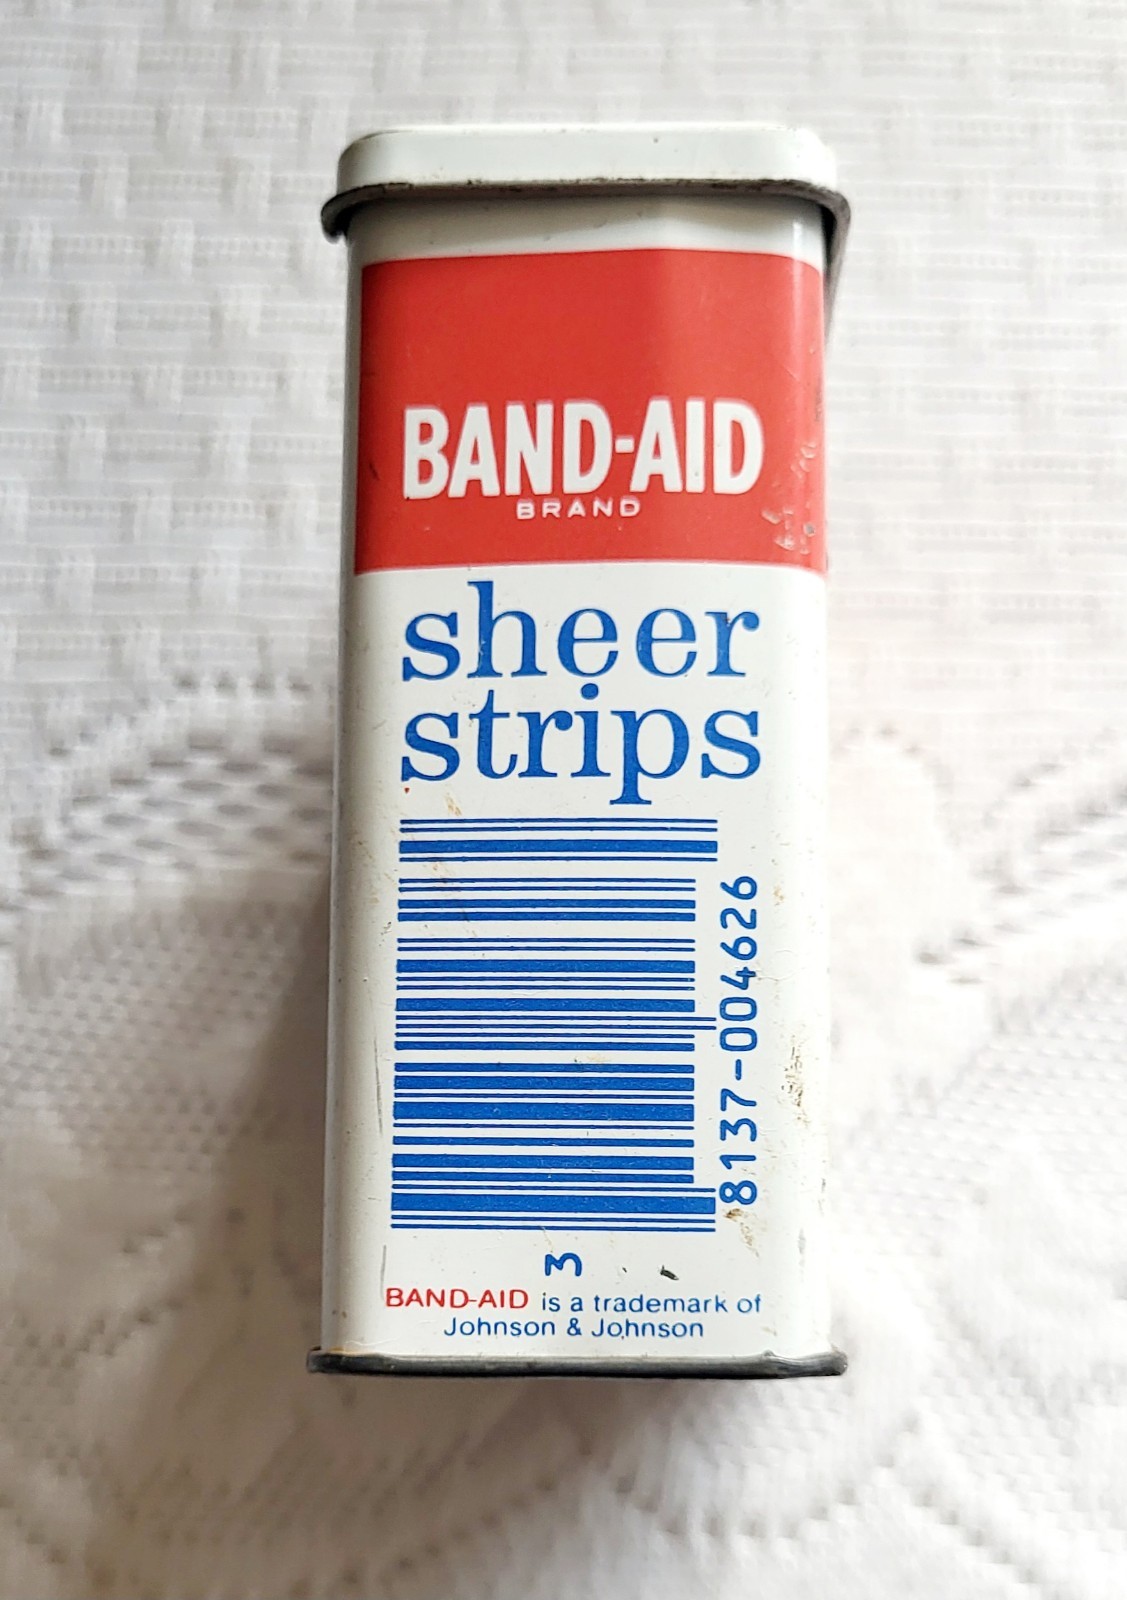 BAND-AID
BRAND
sheer
strips
8137-004626
3
BAND-AID is a trademark of
Johnson & Johnson